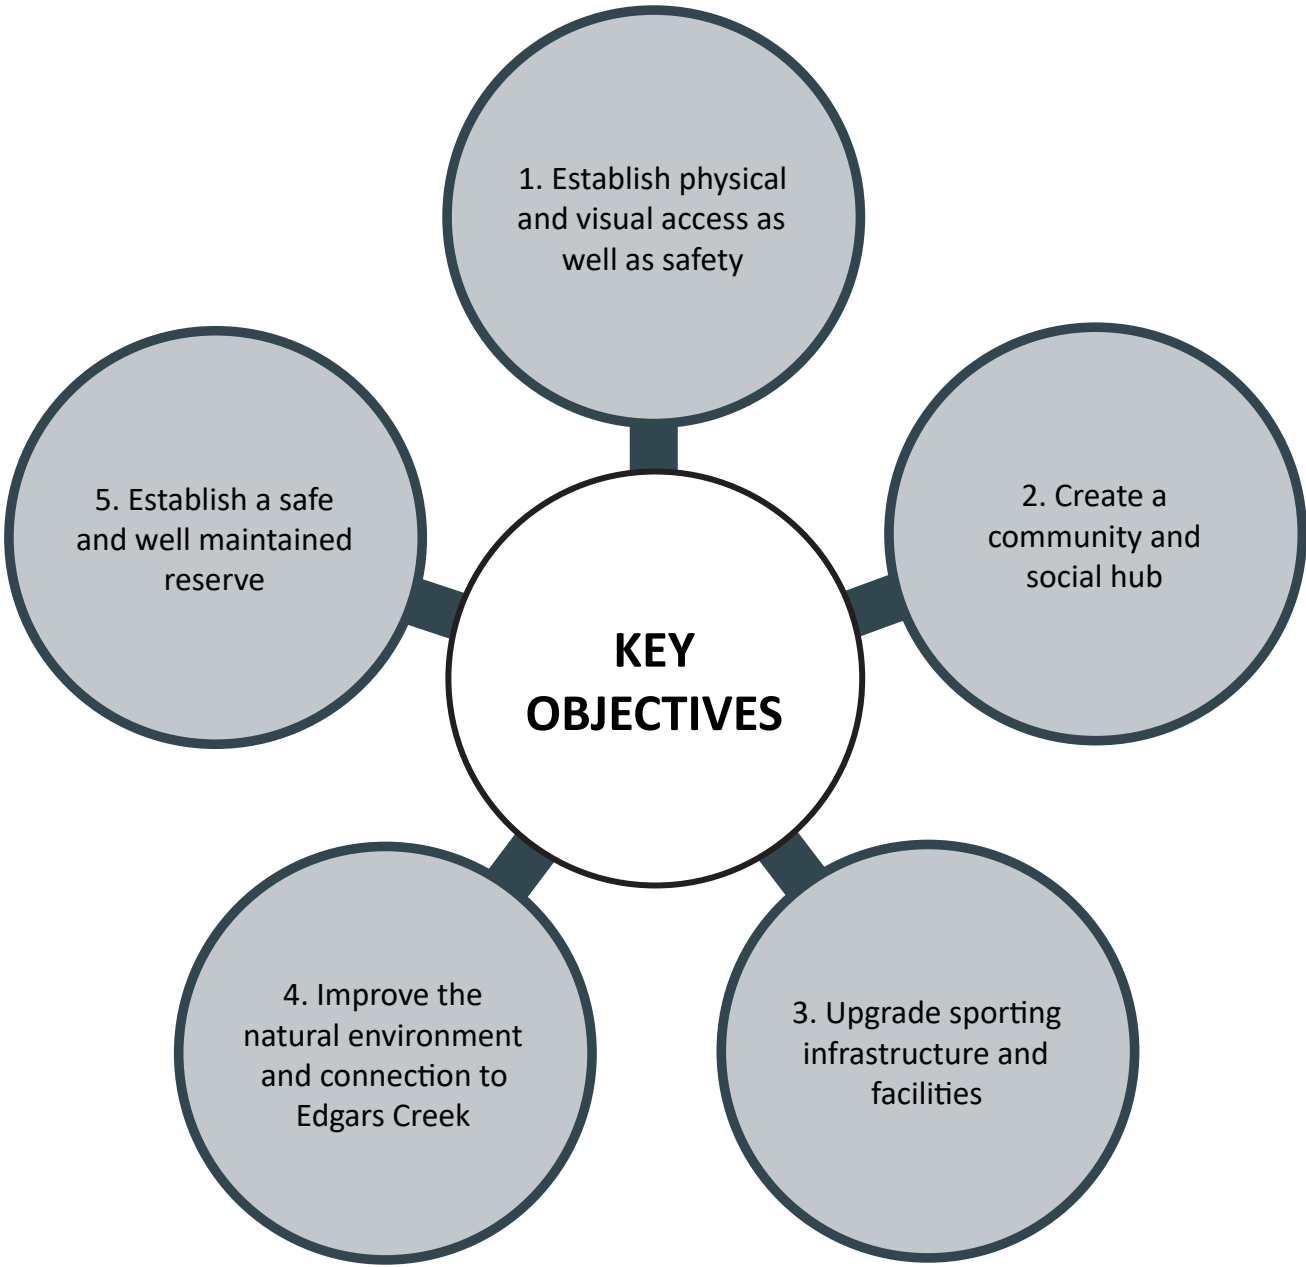 1. Establish physical
and visual access as
well as safety
2. Create a
community and
social hub
3. Upgrade sporting
infrastructure and
facilities
4. Improve the
natural environment
and connection to
Edgars Creek
5. Establish a safe
and well maintained
reserve
KEY
OBJECTIVES